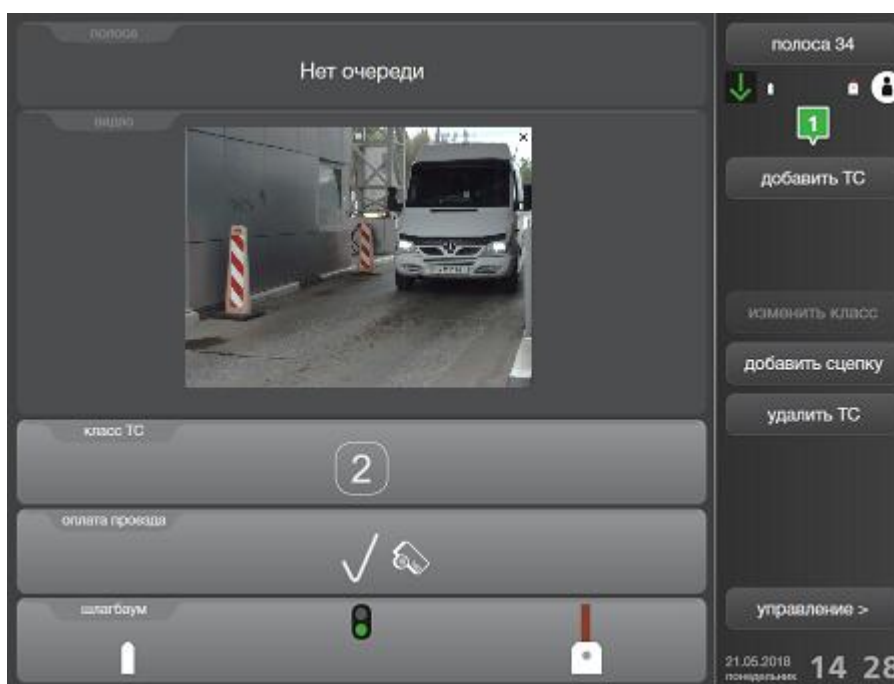 полоса
Нет очереди
видео
класс ТС
2
оплата проезда
шлагбаум
полоса 34
1
добавить ТС
изменить класс
добавить сцепку
удалить ТС
управление >
21.05.2018
понедельник
14 28